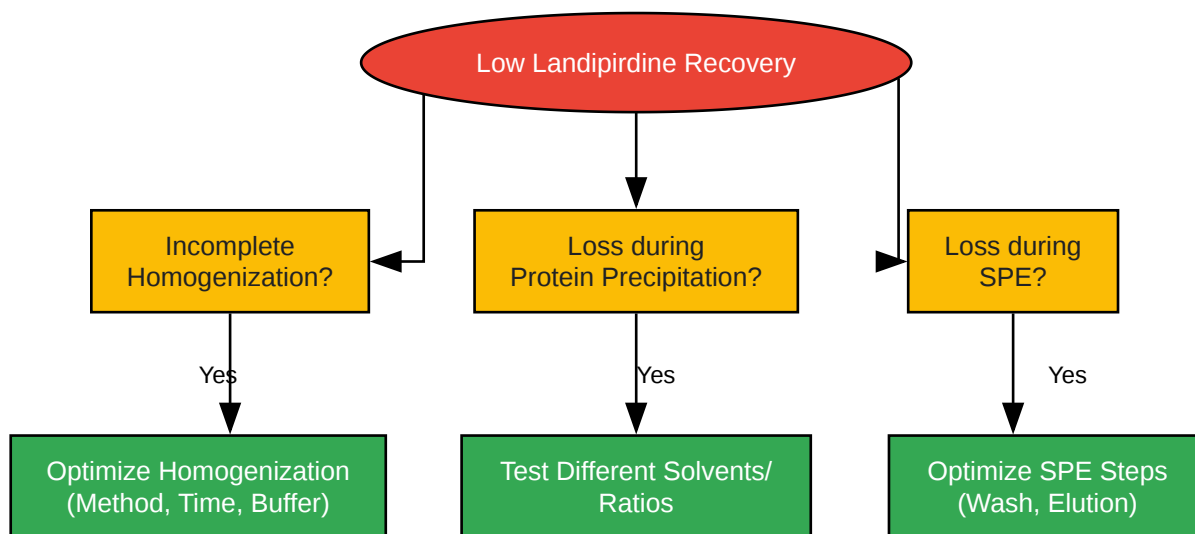 Low Landipirdine Recovery
Incomplete
Homogenization?
Loss during
Protein Precipitation?
Loss during
SPE?
Yes
Yes
Yes
Optimize Homogenization
(Method, Time, Buffer)
Test Different Solvents/
Ratios
Optimize SPE Steps
(Wash, Elution)